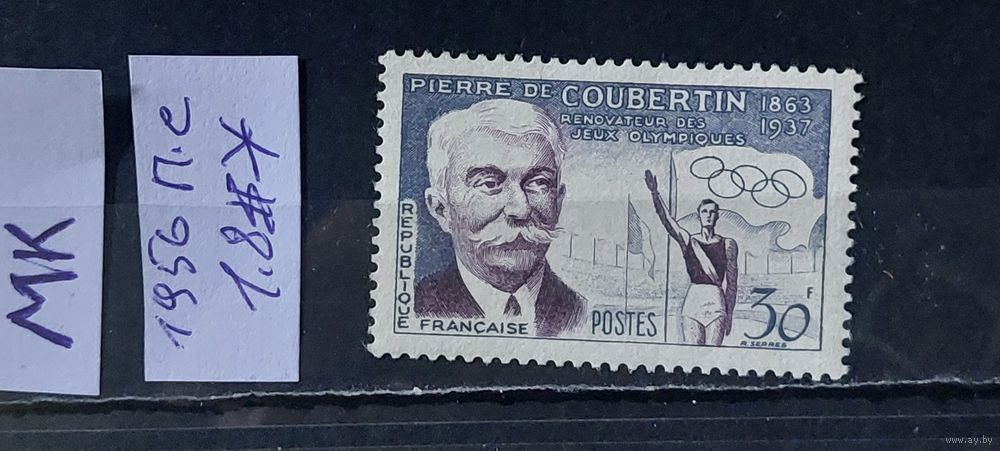 МК
1956 п.с
1.8#*
PIERRE DE COUBERTIN 1863
1937
RENOVATEUR DES
JEUX OLYMPIQUES
REPUBLIQUE
FRANÇAISE
POSTES
30 F
R. SERRES
www.ay.by